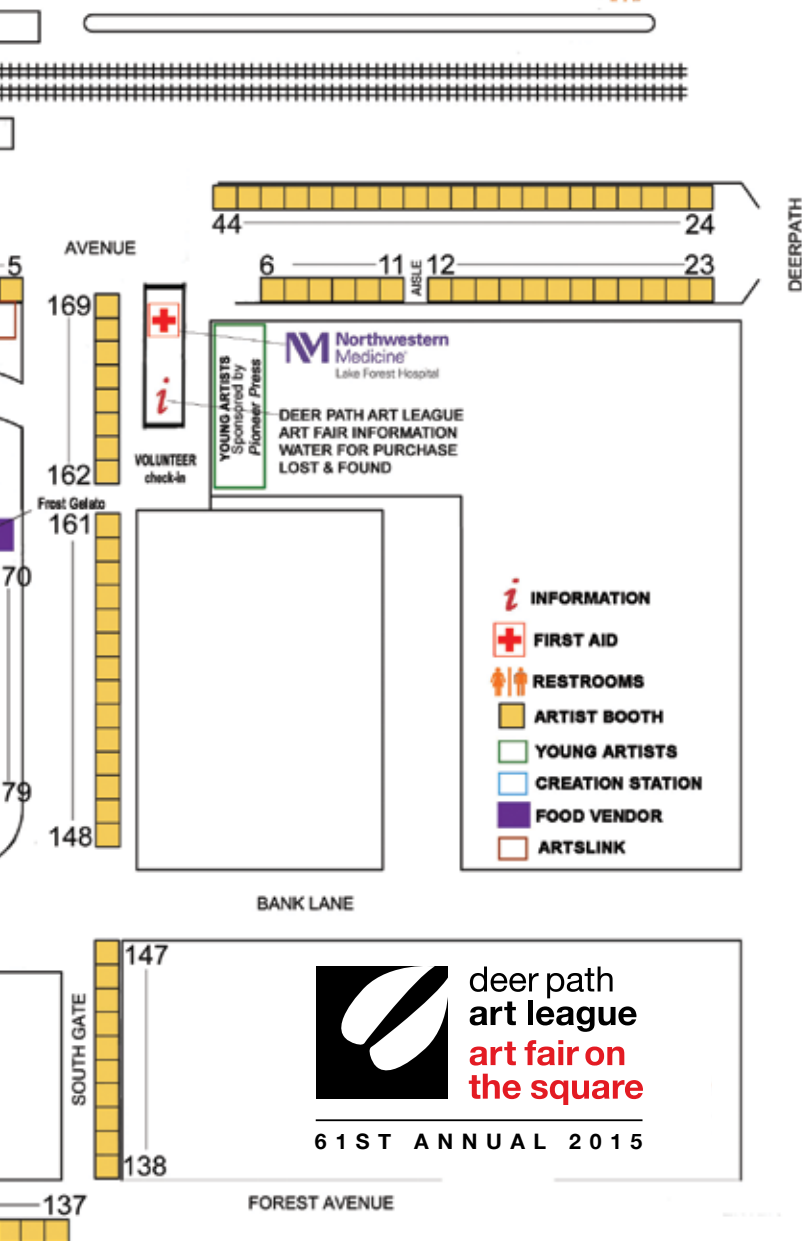 44
24
DEERPATH
AVENUE
5
6
11
AISLE
12
23
169
162
Northwestern
Medicine
Lake Forest Hospital
YOUNG ARTISTS
Sponsored by
Pioneer Press
i
DEER PATH ART LEAGUE
ART FAIR INFORMATION
WATER FOR PURCHASE
LOST & FOUND
VOLUNTEER
check-in
Frost Gelato
161
70
79
148
i INFORMATION
FIRST AID
RESTROOMS
ARTIST BOOTH
YOUNG ARTISTS
CREATION STATION
FOOD VENDOR
ARTSLINK
BANK LANE
147
SOUTH GATE
138
deer path
art league
art fair on
the square
61ST ANNUAL 2015
137
FOREST AVENUE